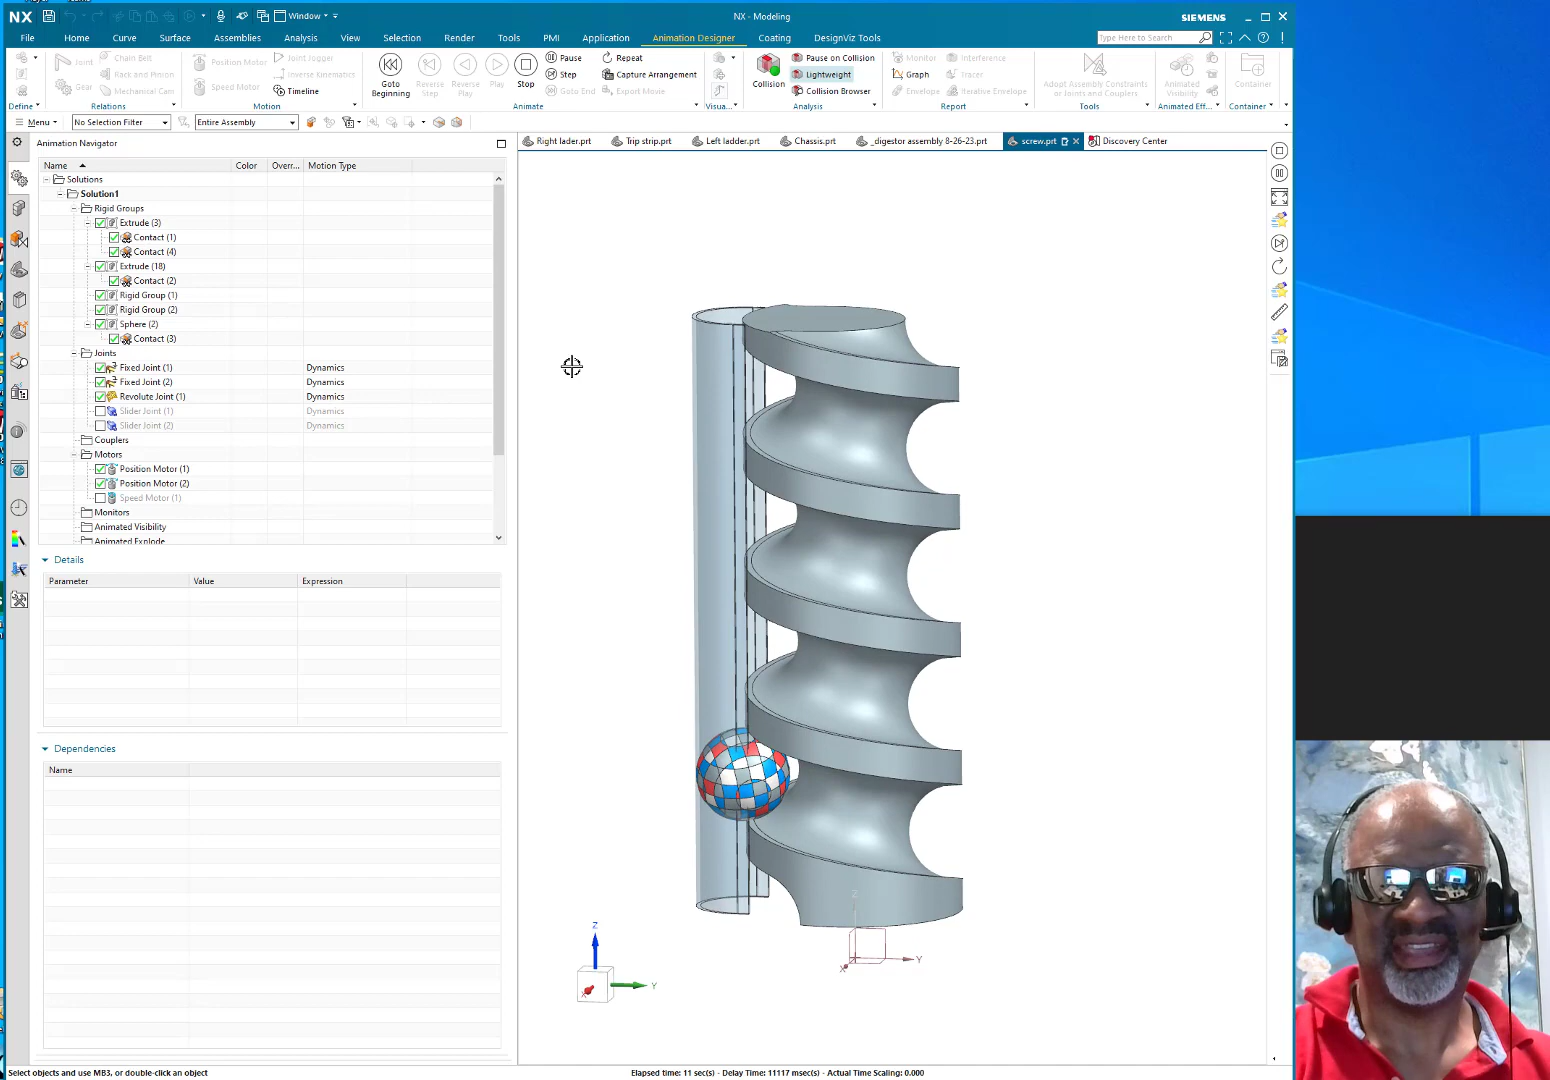 NX
Window
NX - Modeling
SIEMENS
File Home Curve Surface Assemblies Analysis View Selection Render Tools PMI Application Animation Designer Coating DesignViz Tools
Type Here to Search
Joint
Chain Belt
Rack and Pinion
Gear
Mechanical Cam
Define
Relations
Position Motor
Speed Motor
Joint Jogger
Inverse Kinematics
Timeline
Motion
Goto Beginning
Reverse Step
Reverse Play
Play
Stop
Pause
Step
Goto End
Repeat
Capture Arrangement
Export Movie
Animate
Visua...
Collision
Pause on Collision
Lightweight
Collision Browser
Analysis
Monitor
Graph
Envelope
Interference
Tracer
Iterative Envelope
Report
Adopt Assembly Constraints or Joints and Couplers
Tools
Animated Visibility
Animated Eff...
Container
Container
Menu
No Selection Filter
Entire Assembly
Animation Navigator
Right lader.prt
Trip strip.prt
Left ladder.prt
Chassis.prt
_digestor assembly 8-26-23.prt
screw.prt
Discovery Center
Name Color Overr... Motion Type
Solutions
Solution1
Rigid Groups
Extrude (3)
Contact (1)
Contact (4)
Extrude (18)
Contact (2)
Rigid Group (1)
Rigid Group (2)
Sphere (2)
Contact (3)
Joints
Fixed Joint (1) Dynamics
Fixed Joint (2) Dynamics
Revolute Joint (1) Dynamics
Slider Joint (1) Dynamics
Slider Joint (2) Dynamics
Couplers
Motors
Position Motor (1)
Position Motor (2)
Speed Motor (1)
Monitors
Animated Visibility
Animated Explode
Details
Parameter Value Expression
Dependencies
Name
Z
Y
X
Z
Y
X
Select objects and use MB3, or double-click an object
Elapsed time: 11 sec(s) - Delay Time: 11117 msec(s) - Actual Time Scaling: 0.000